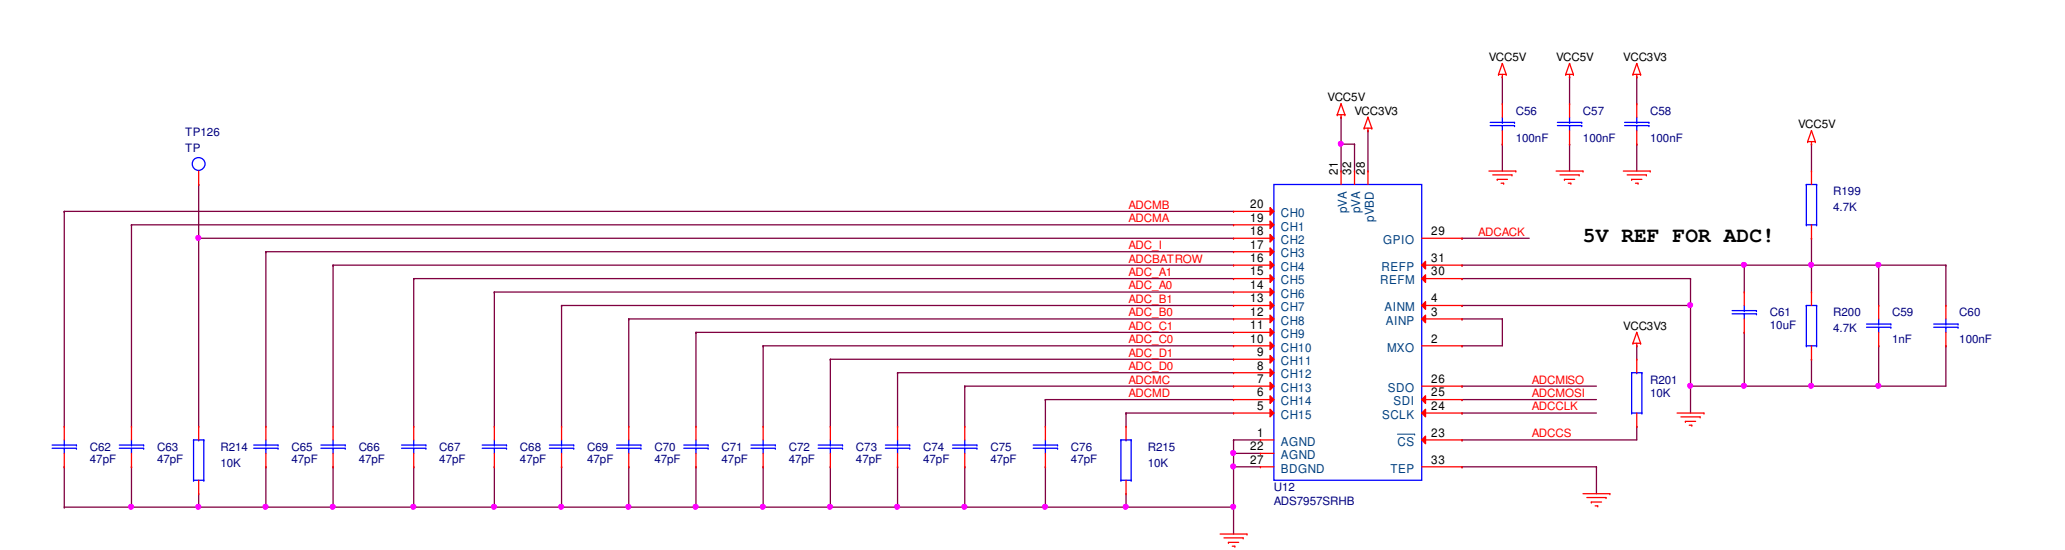 VCC5V VCC5V VCC3V3
VCC5V
VCC3V3
C56 C57 C58
100nF 100nF 100nF
VCC5V
TP126
TP
21 32 28
pVA pVA pVBD
R199
4.7K
5V REF FOR ADC!
ADCMB 20 CH0
ADCMA 19 CH1
18 CH2
ADC_I 17 CH3
ADCBATROW 16 CH4
ADC_A1 15 CH5
ADC_A0 14 CH6
ADC_B1 13 CH7
ADC_B0 12 CH8
ADC_C1 11 CH9
ADC_C0 10 CH10
ADC_D1 9 CH11
ADC_D0 8 CH12
ADCMC 7 CH13
ADCMD 6 CH14
5 CH15
1 AGND
22 AGND
27 BDGND
GPIO 29 ADCACK
REFP 31
REFM 30
AINM 4
AINP 3
MXO 2
SDO 26 ADCMISO
SDI 25 ADCMOSI
SCLK 24 ADCCLK
CS 23 ADCCS
TEP 33
VCC3V3
R201
10K
C61 R200 C59 C60
10uF 4.7K 1nF 100nF
C62 C63 R214 C65 C66 C67 C68 C69 C70 C71 C72 C73 C74 C75 C76 R215
47pF 47pF 10K 47pF 47pF 47pF 47pF 47pF 47pF 47pF 47pF 47pF 47pF 47pF 47pF 10K
U12
ADS7957SRHB